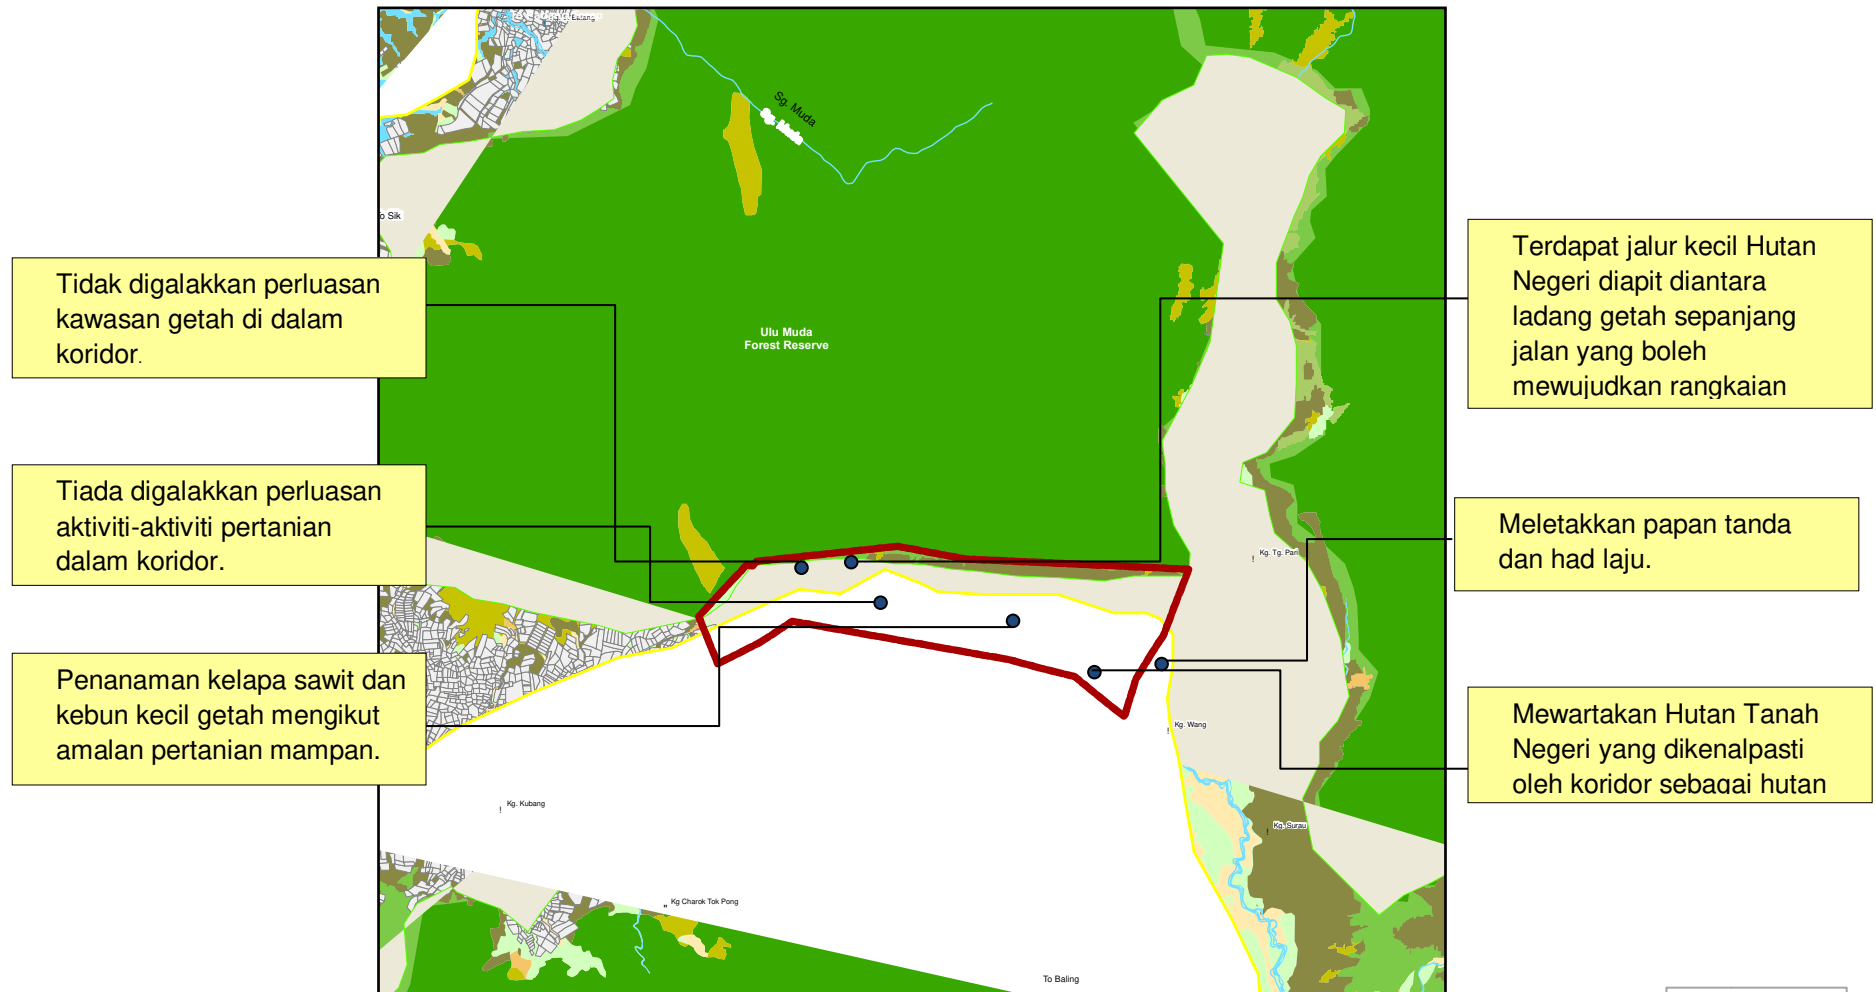 Tidak digalakkan perluasan
kawasan getah di dalam
koridor.
Tiada digalakkan perluasan
aktiviti-aktiviti pertanian
dalam koridor.
Penanaman kelapa sawit dan
kebun kecil getah mengikut
amalan pertanian mampan.
To Sik
Sg. Muda
Ulu Muda
Forest Reserve
Kg. Tg. Pari
Kg. Wang
Kg. Kubang
Kg. Surau
Kg Charok Tok Pong
To Baling
Terdapat jalur kecil Hutan
Negeri diapit diantara
ladang getah sepanjang
jalan yang boleh
mewujudkan rangkaian
Meletakkan papan tanda
dan had laju.
Mewartakan Hutan Tanah
Negeri yang dikenalpasti
oleh koridor sebagai hutan